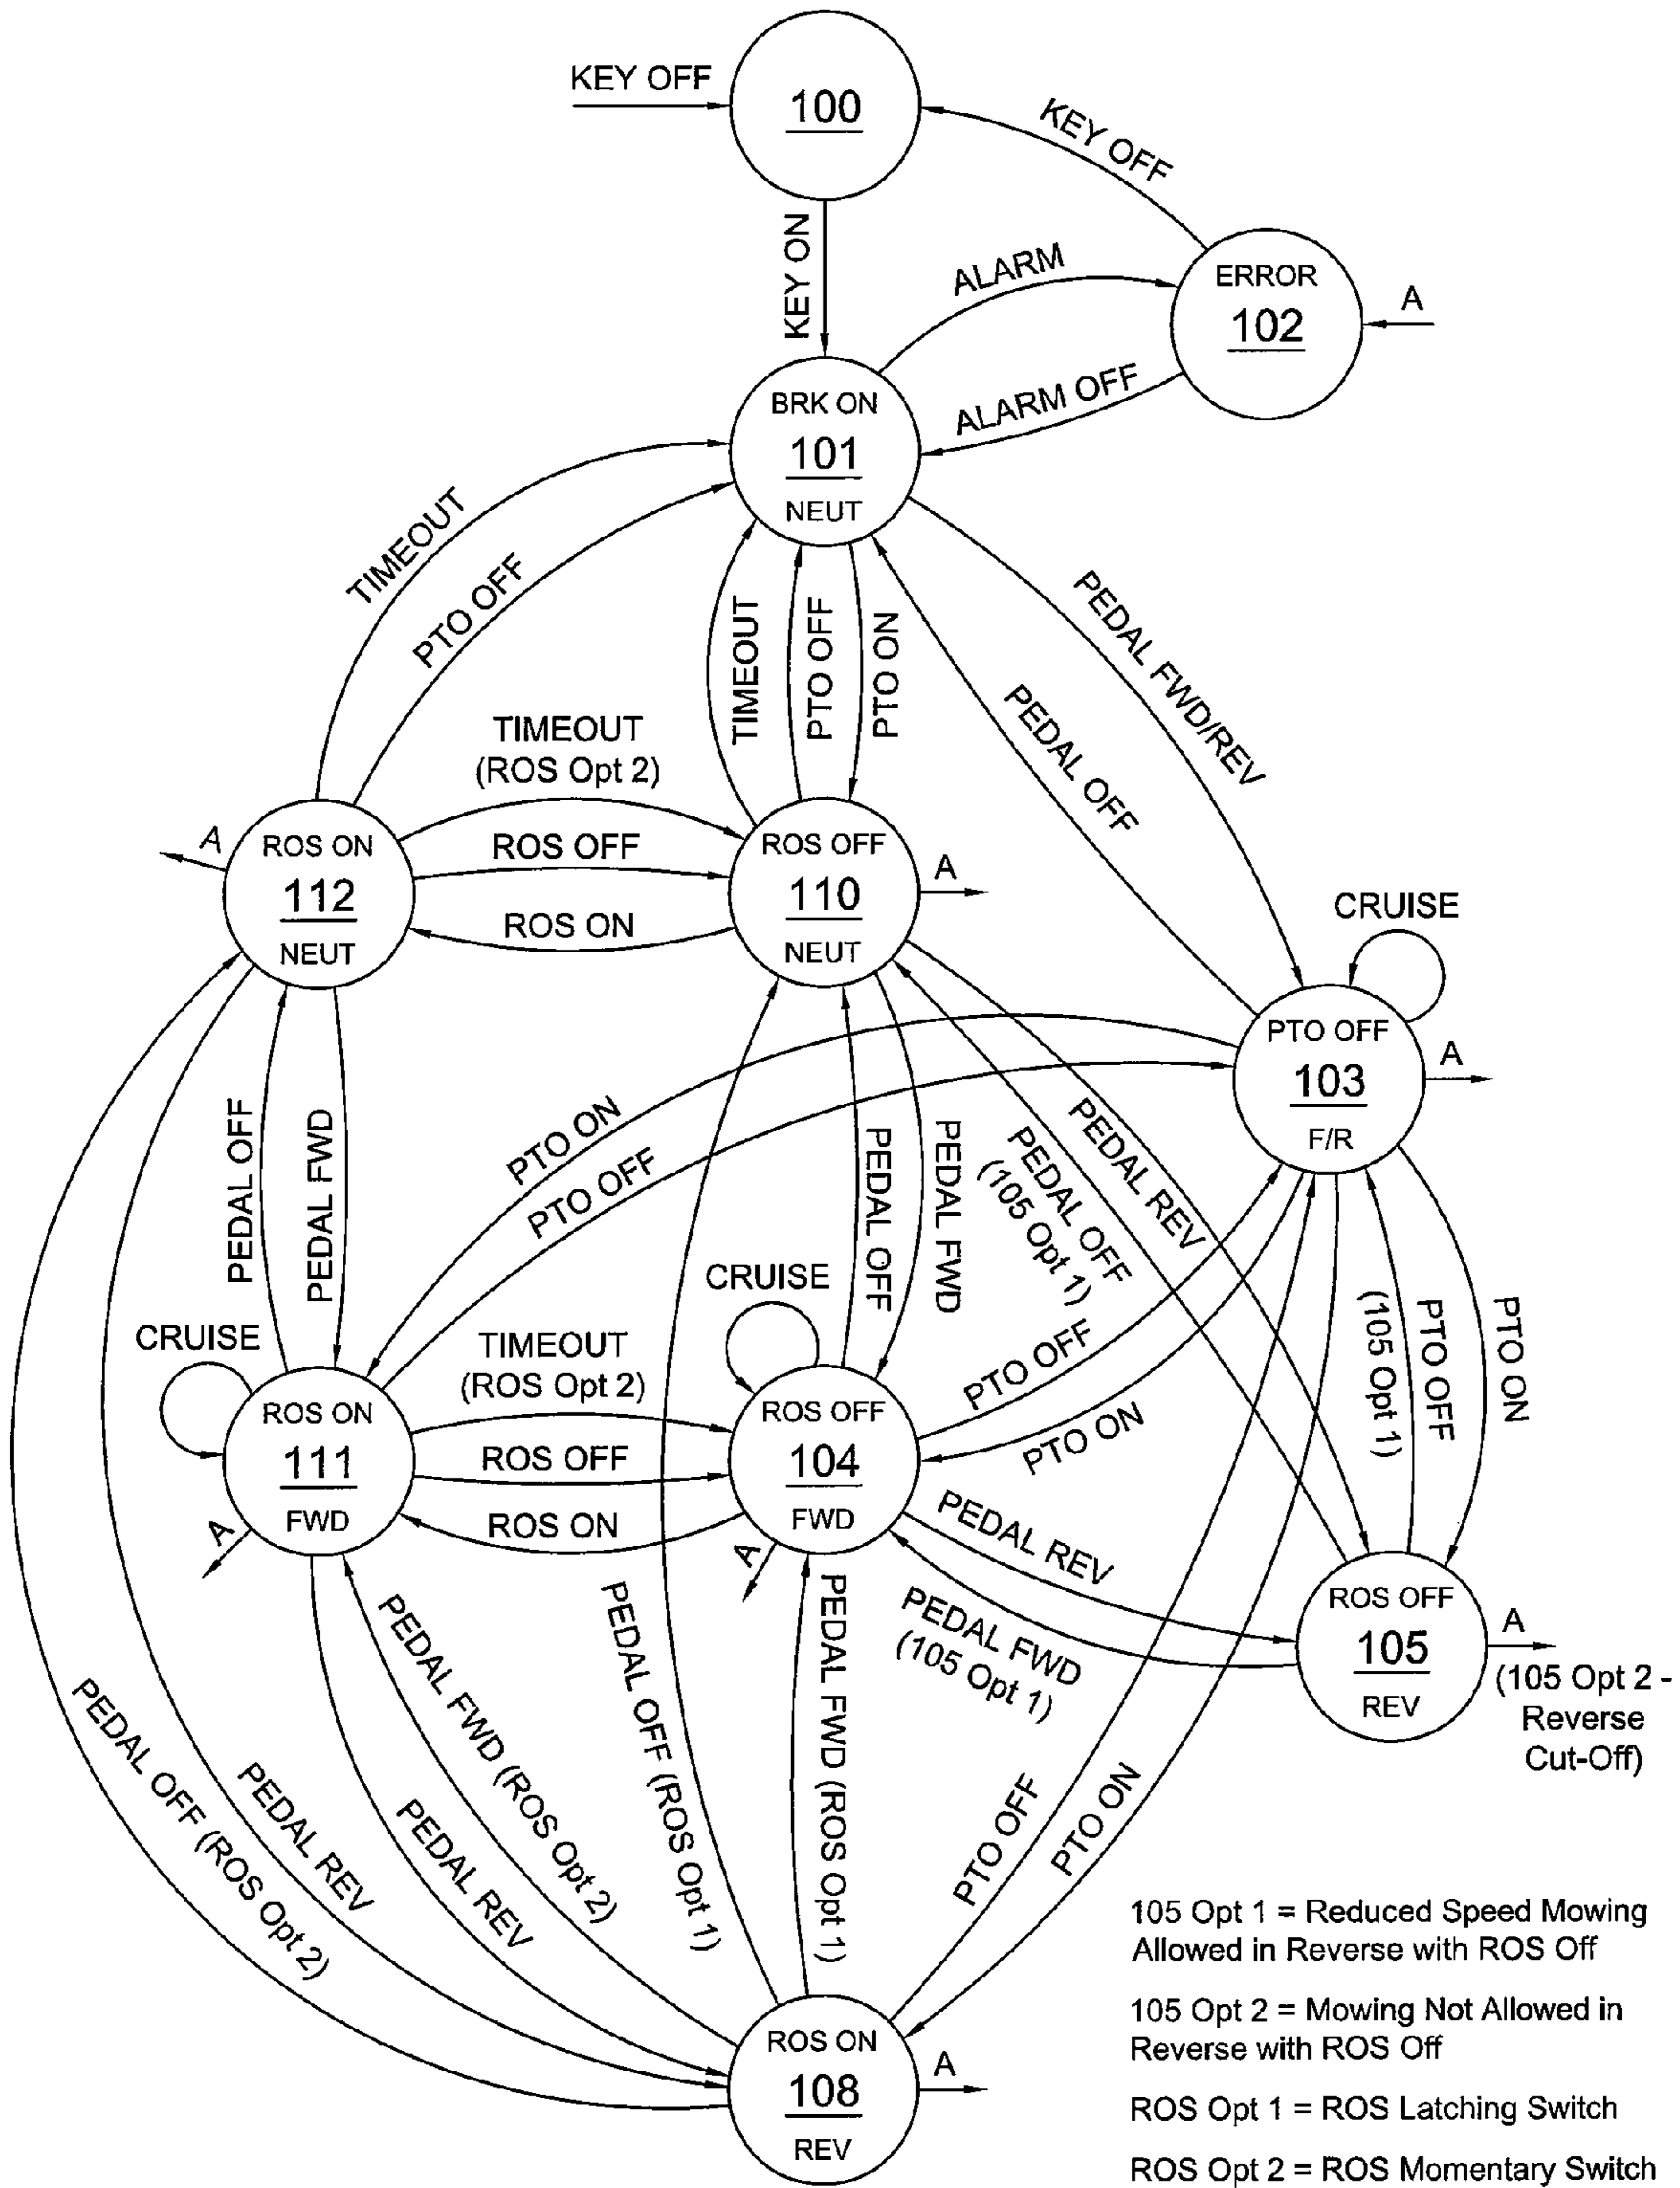 KEY OFF
100
KEY OFF
KEY ON
ALARM
ERROR
102
A
ALARM OFF
BRK ON
101
NEUT
TIMEOUT
PTO OFF
TIMEOUT
PTO OFF
PTO ON
PEDAL FWD/REV
PEDAL OFF
TIMEOUT
(ROS Opt 2)
A
ROS ON
112
NEUT
ROS OFF
ROS ON
ROS OFF
110
NEUT
A
CRUISE
PTO OFF
103
F/R
A
PEDAL OFF
PEDAL FWD
PTO ON
PTO OFF
PEDAL OFF
PEDAL FWD
PEDAL OFF
(105 Opt 1)
PEDAL REV
CRUISE
CRUISE
TIMEOUT
(ROS Opt 2)
PTO OFF
PTO ON
PTO OFF
(105 Opt 1)
PTO ON
ROS ON
111
FWD
A
ROS OFF
ROS ON
ROS OFF
104
FWD
A
PEDAL REV
PEDAL FWD
(105 Opt 1)
ROS OFF
105
REV
A
(105 Opt 2 -
Reverse
Cut-Off)
PEDAL OFF (ROS Opt 2)
PEDAL REV
PEDAL REV
PEDAL FWD (ROS Opt 2)
PEDAL OFF (ROS Opt 1)
PEDAL FWD (ROS Opt 1)
PTO OFF
PTO ON
ROS ON
108
REV
A
105 Opt 1 = Reduced Speed Mowing
Allowed in Reverse with ROS Off
105 Opt 2 = Mowing Not Allowed in
Reverse with ROS Off
ROS Opt 1 = ROS Latching Switch
ROS Opt 2 = ROS Momentary Switch